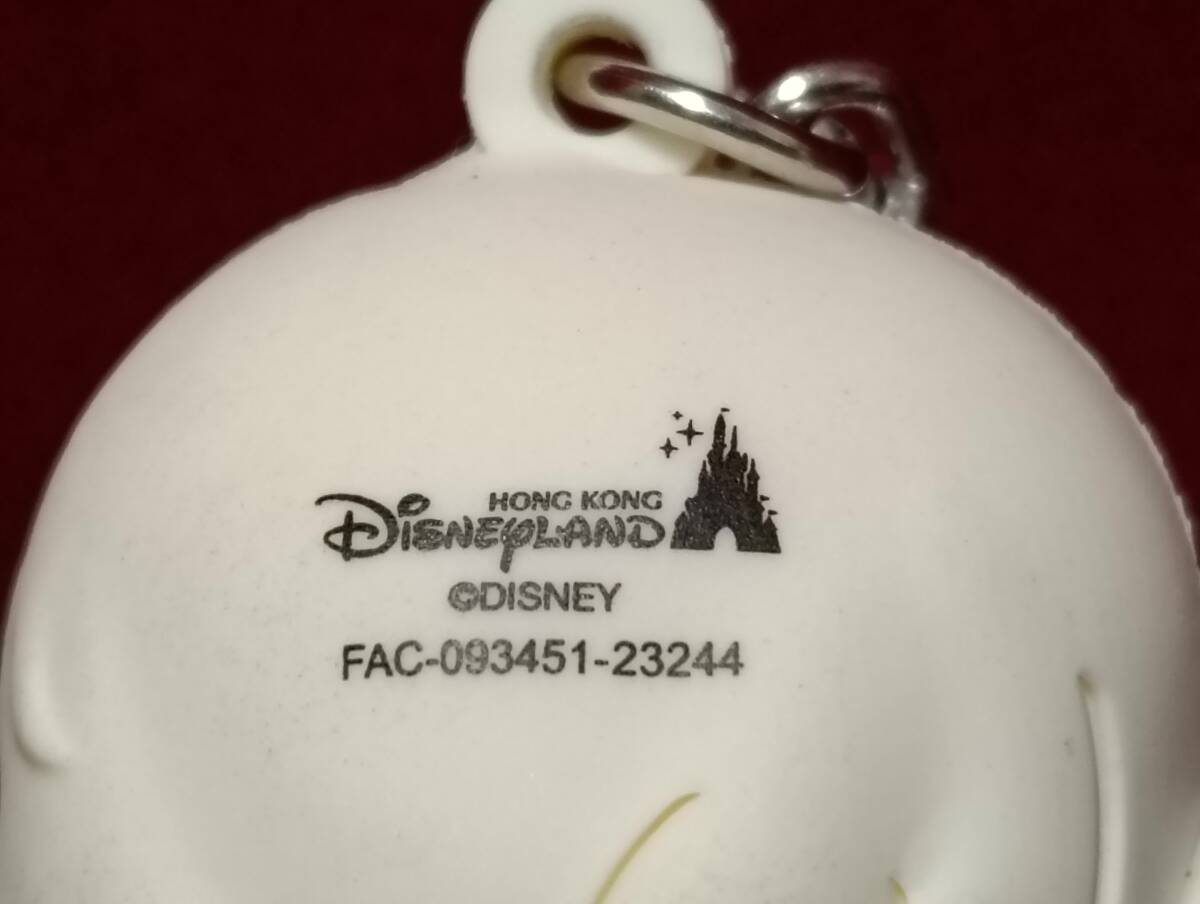 HONG KONG
DISNEYLAND
©DISNEY
FAC-093451-23244